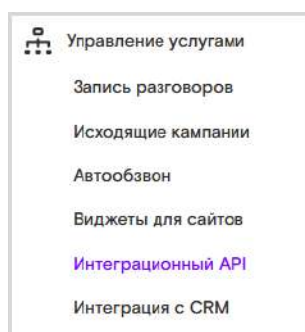 Управление услугами
Запись разговоров
Исходящие кампании
Автообзвон
Виджеты для сайтов
Интеграционный API
Интеграция с CRM